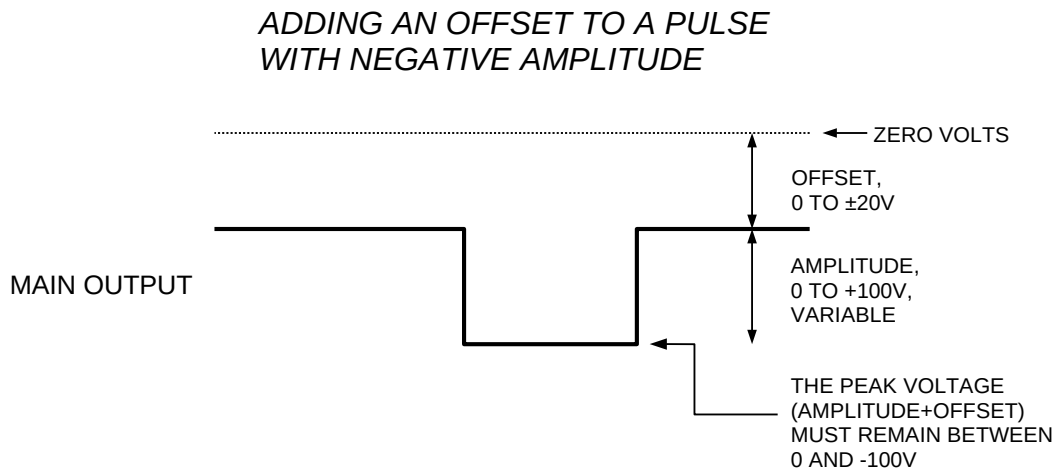 ADDING AN OFFSET TO A PULSE
WITH NEGATIVE AMPLITUDE
ZERO VOLTS
OFFSET,
0 TO ±20V
MAIN OUTPUT
AMPLITUDE,
0 TO +100V,
VARIABLE
THE PEAK VOLTAGE
(AMPLITUDE+OFFSET)
MUST REMAIN BETWEEN
0 AND -100V